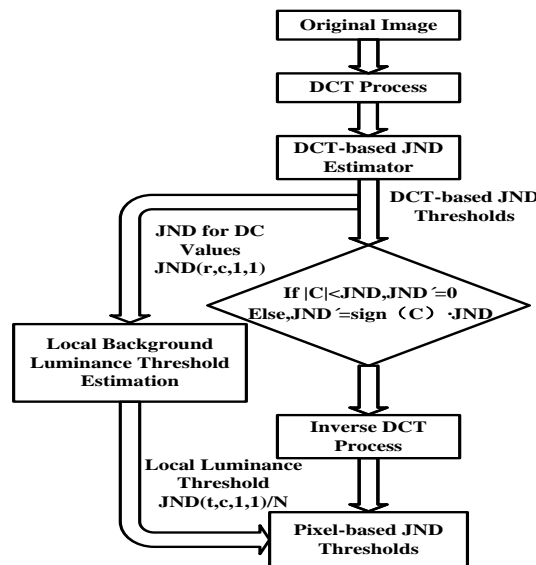 Original Image
DCT Process
DCT-based JND
Estimator
DCT-based JND
Thresholds
JND for DC
Values
JND(r,c,1,1)
If |C|<JND,JND´=0
Else,JND´=sign（C）·JND
Local Background
Luminance Threshold
Estimation
Inverse DCT
Process
Local Luminance
Threshold
JND(t,c,1,1)/N
Pixel-based JND
Thresholds